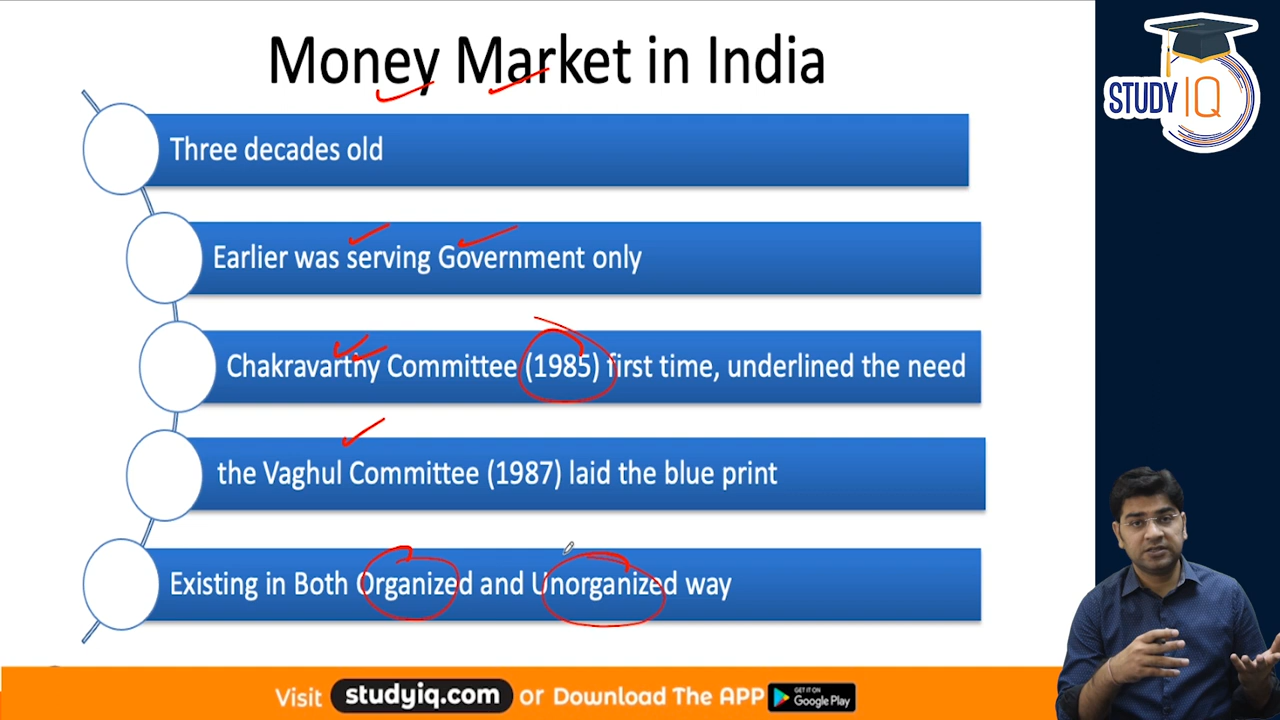 Money Market in India
STUDY IQ
Three decades old
Earlier was serving Government only
Chakravarthy Committee (1985) first time, underlined the need
the Vaghul Committee (1987) laid the blue print
Existing in Both Organized and Unorganized way
Visit studyiq.com or Download The APP GET IT ON Google Play